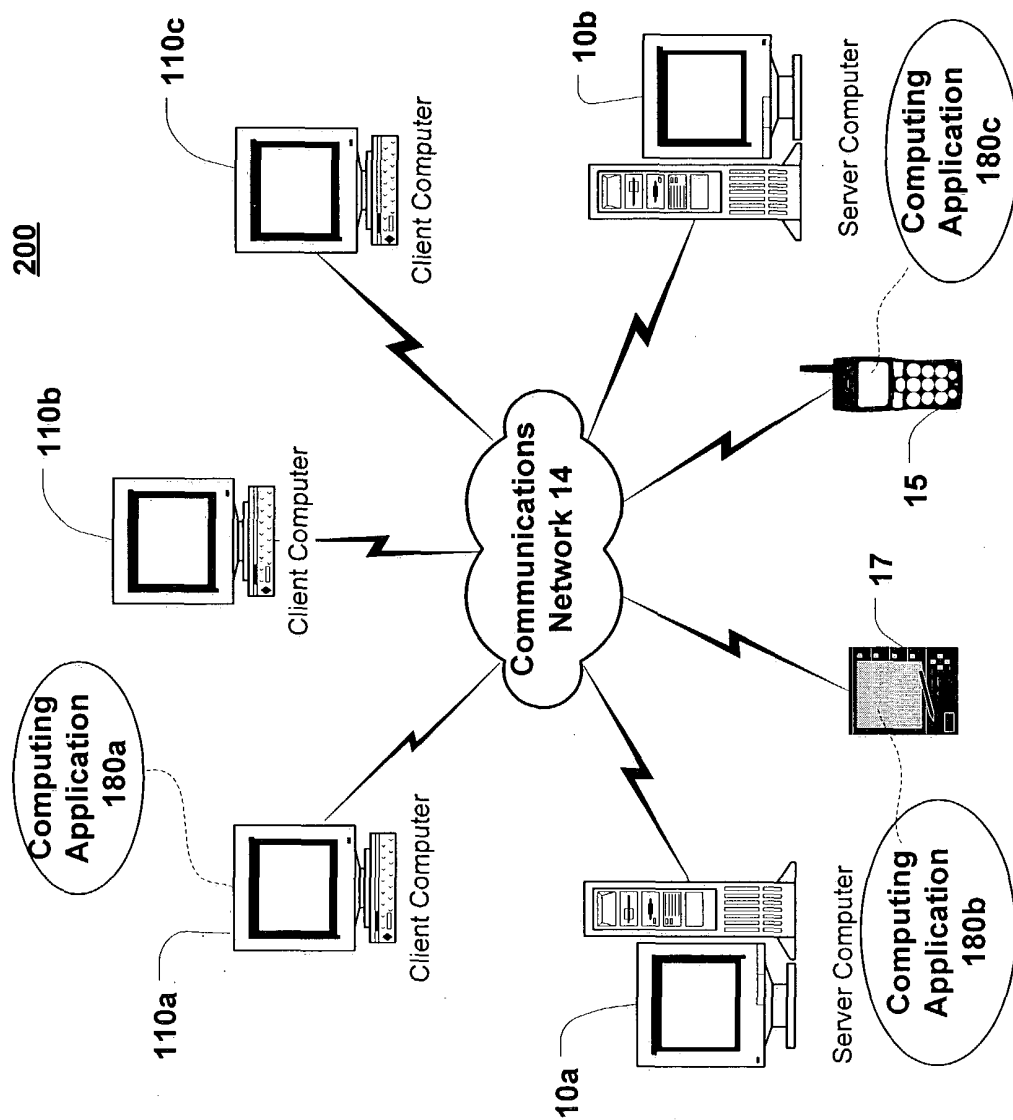 200
110a
110b
110c
Computing
Application
180a
Client Computer
Client Computer
Client Computer
Communications
Network 14
10a
10b
Server Computer
Server Computer
17
15
Computing
Application
180b
Computing
Application
180c